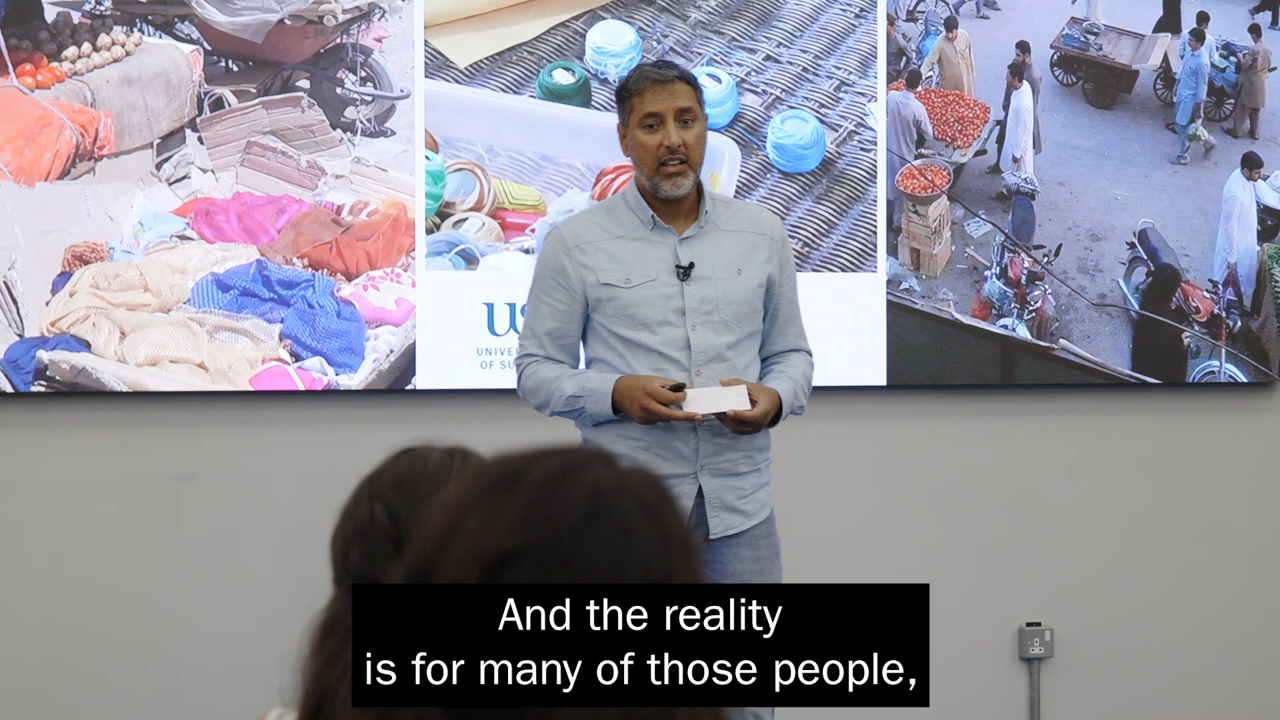 And the reality
is for many of those people,